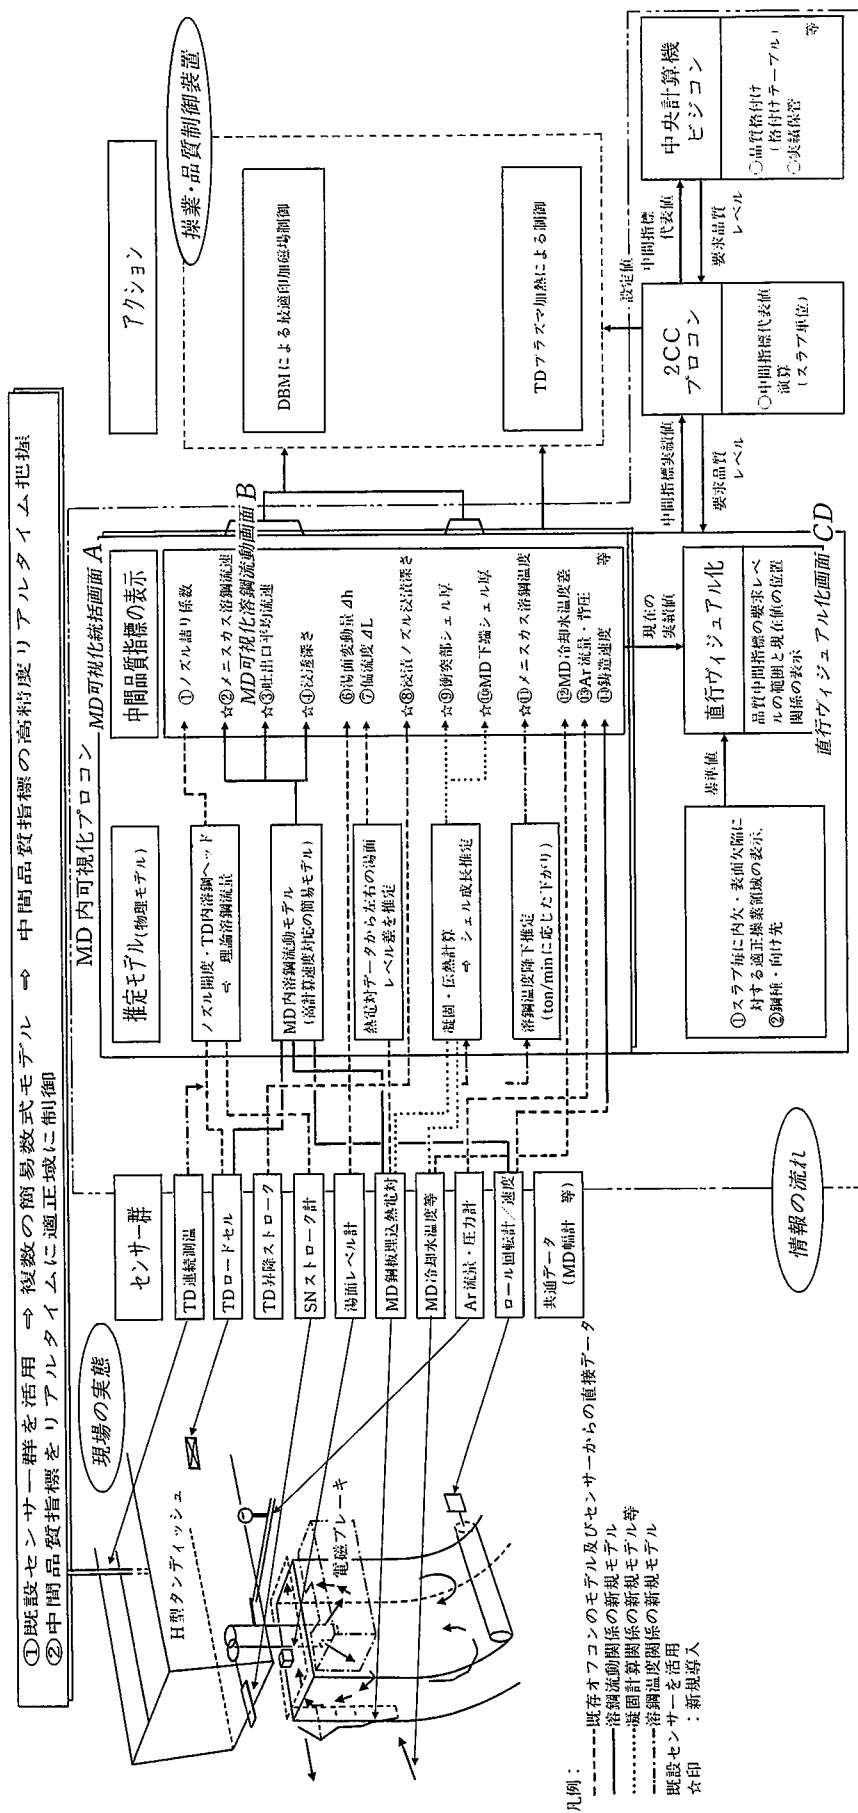 ①既設センサー群を活用 ⇨ 複数の簡易数式モデル ⇨ 中間品質指標の高精度リアルタイム把握
②中間品質指標をリアルタイムに適正域に制御
現場の実態
H型タンディッシュ
電磁ブレーキ
凡例：
既存オフコンのモデル及びセンサーからの直接データ
溶鋼流動関係の新規モデル
凝固計算関係の新規モデル等
溶鋼温度関係の新規モデル
既設センサーを活用
☆印 ：新規導入
センサー群
TD連続測温
TDロードセル
TD昇降ストローク
SNストローク計
湯面レベル計
MD銅板埋込熱電対
MD冷却水温度等
Ar流量・圧力計
ロール回転計／速度
共通データ
(MD幅計 等)
情報の流れ
MD内可視化プロコン
推定モデル(物理モデル)
ノズル開度・TD内溶鋼ヘッド
⇨ 理論溶鋼流量
MD内溶鋼流動モデル
(高計算速度対応の簡易モデル)
熱電対データから左右の湯面
レベル差を推定
凝固・伝熱計算
⇨ シェル成長推定
溶鋼温度降下推定
(ton/minに応じた下がり)
MD可視化統括画面 A
中間品質指標の表示
①ノズル詰り係数
☆②メニスカス溶鋼流速
MD可視化溶鋼流動画面 B
☆③吐出口平均流速
☆④浸透深さ
⑥湯面変動量 Δh
⑦偏流度 ΔL
☆⑧浸漬ノズル浸漬深さ
☆⑨衝突部シェル厚
☆⑩MD下端シェル厚
☆⑪メニスカス溶鋼温度
⑫MD冷却水温度差
⑬Ar流量・背圧
⑭鋳造速度 等
アクション
操業・品質制御装置
DBMによる最適印加磁場制御
TDプラズマ加熱による制御
設定値
①スラブ毎に内欠・表面欠陥に
対する適正操業領域の表示
②鋼種・向け先
基準値
現在の
実績値
直行ヴィジュアル化
品質中間指標の要求レベ
ルの範囲と現在値の位置
関係の表示
直行ヴィジュアル化画面 CD
中間指標実績値
要求品質
レベル
2CC
プロコン
○中間指標代表値
演算
(スラブ単位)
中間指標
代表値
要求品質
レベル
中央計算機
ビジコン
○品質格付け
(格付けテーブル)
○実績保管
等